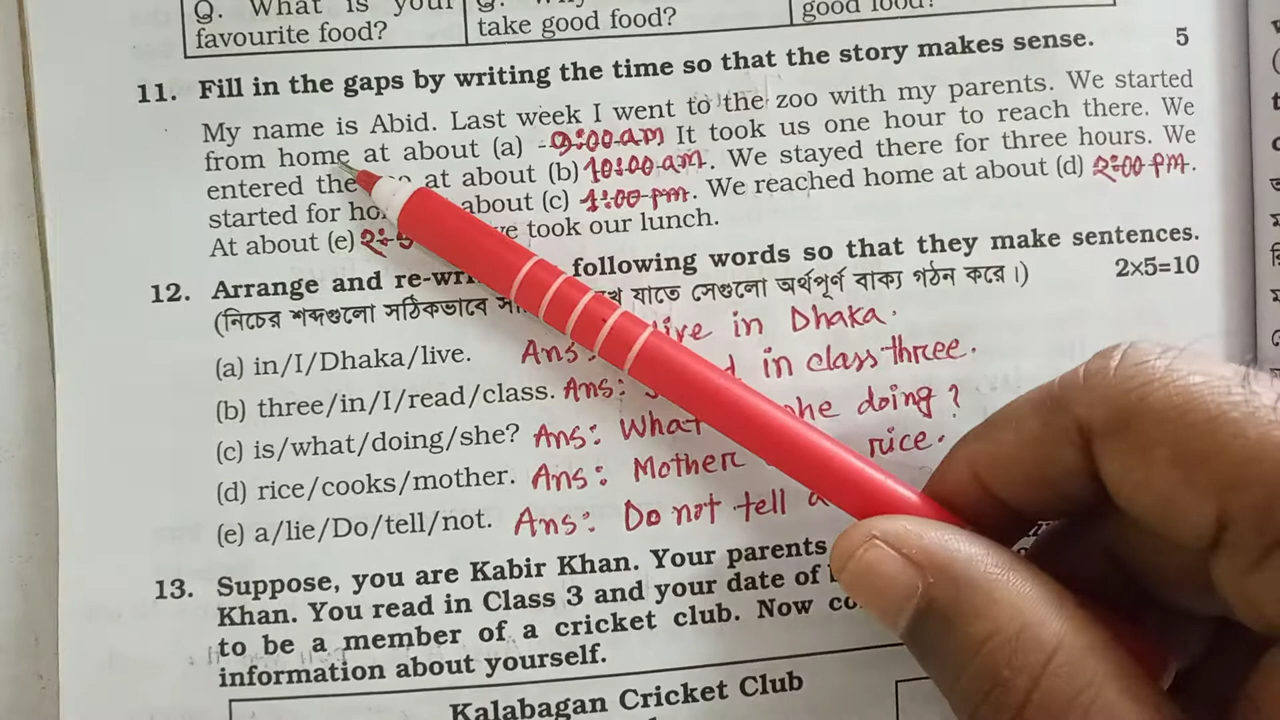 Q. What is your
favourite food?
take good food?
good food?
11. Fill in the gaps by writing the time so that the story makes sense. 5
My name is Abid. Last week I went to the zoo with my parents. We started
from home at about (a) 9:00 am It took us one hour to reach there. We
entered the at about (b) 10:00 am. We stayed there for three hours. We
started for about (c) 1:00 pm. We reached home at about (d) 2:00 pm.
At about (e) took our lunch.
12. Arrange and following words so that they make sentences.
(নিচের শব্দগুলো সঠিকভাবে যাতে সেগুলো অর্থপূর্ণ বাক্য গঠন করে।) 2x5=10
(a) in/I/Dhaka/live. Ans: live in Dhaka.
(b) three/in/I/read/class. Ans: in class three.
(c) is/what/doing/she? Ans: What she doing?
(d) rice/cooks/mother. Ans: Mother rice.
(e) a/lie/Do/tell/not. Ans: Do not tell
13. Suppose, you are Kabir Khan. Your parents
Khan. You read in Class 3 and your date of
to be a member of a cricket club. Now
information about yourself.
Kalabagan Cricket Club